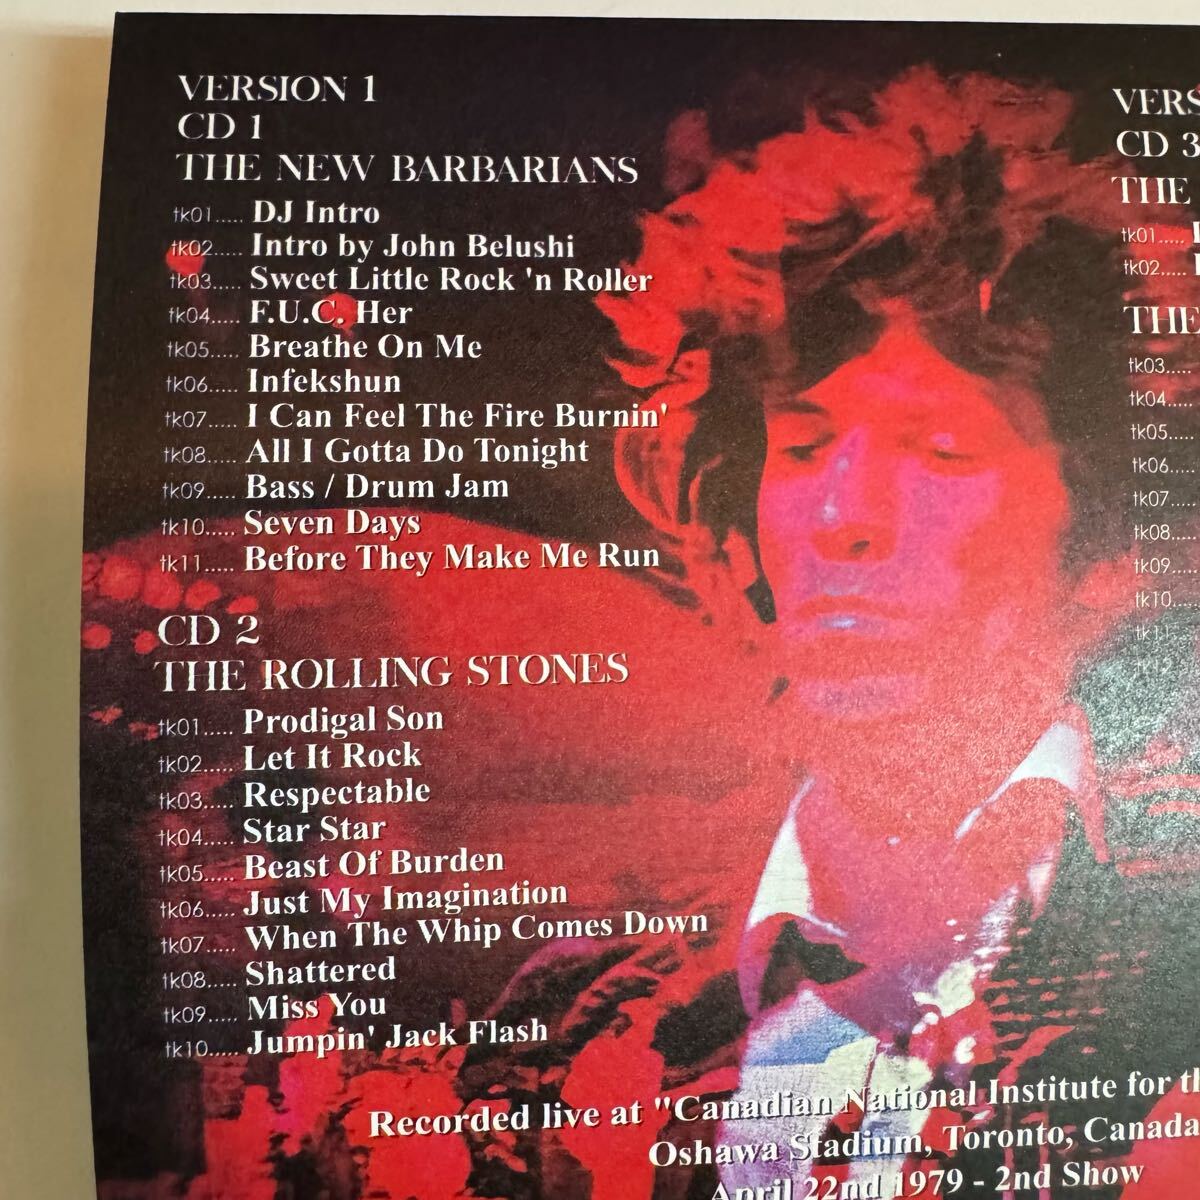 VERSION 1
CD 1
THE NEW BARBARIANS
tk01..... DJ Intro
tk02..... Intro by John Belushi
tk03..... Sweet Little Rock 'n Roller
tk04..... F.U.C. Her
tk05..... Breathe On Me
tk06..... Infekshun
tk07..... I Can Feel The Fire Burnin'
tk08..... All I Gotta Do Tonight
tk09..... Bass / Drum Jam
tk10..... Seven Days
tk11..... Before They Make Me Run
CD 2
THE ROLLING STONES
tk01..... Prodigal Son
tk02..... Let It Rock
tk03..... Respectable
tk04..... Star Star
tk05..... Beast Of Burden
tk06..... Just My Imagination
tk07..... When The Whip Comes Down
tk08..... Shattered
tk09..... Miss You
tk10..... Jumpin' Jack Flash
VERS
CD 3
THE
tk01.....
tk02.....
THE
tk03.....
tk04.....
tk05.....
tk06.....
tk07.....
tk08.....
tk09.....
tk10.....
tk11
tk12
Recorded live at "Canadian National Institute for
Oshawa Stadium, Toronto, Canada
April 22nd 1979 - 2nd Show